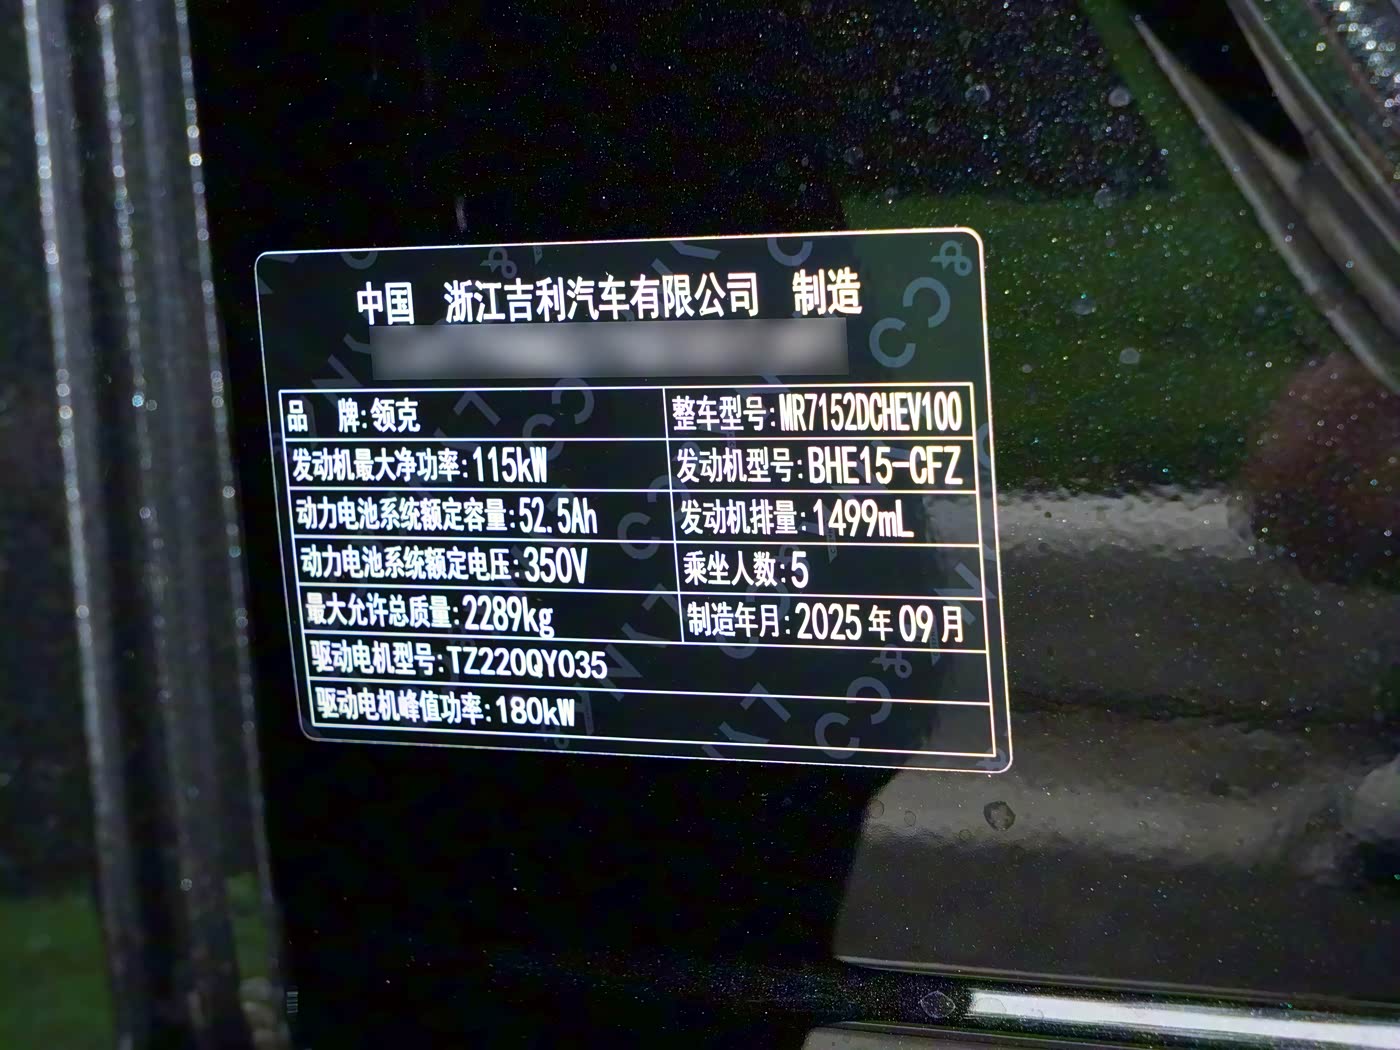 中国 浙江吉利汽车有限公司 制造
品 牌:领克 整车型号:MR7152DCHEV100
发动机最大净功率:115kW 发动机型号:BHE15-CFZ
动力电池系统额定容量:52.5Ah 发动机排量:1499mL
动力电池系统额定电压:350V 乘坐人数:5
最大允许总质量:2289kg 制造年月:2025年09月
驱动电机型号:TZ220QY035
驱动电机峰值功率:180kW